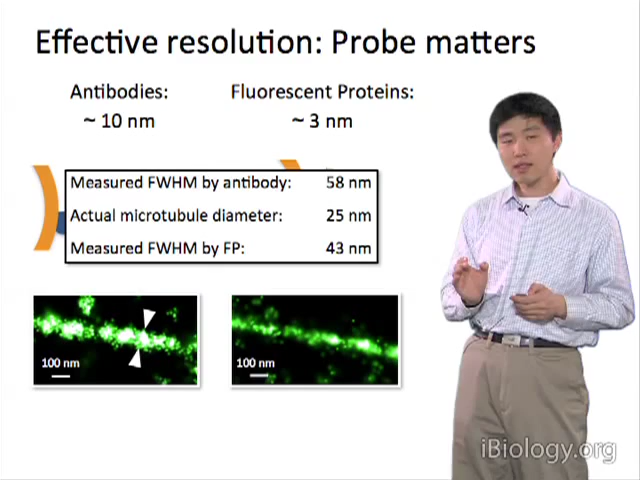 Effective resolution: Probe matters
Antibodies:
~ 10 nm
Fluorescent Proteins:
~ 3 nm
Measured FWHM by antibody: 58 nm
Actual microtubule diameter: 25 nm
Measured FWHM by FP: 43 nm
100 nm
100 nm
iBiology.org